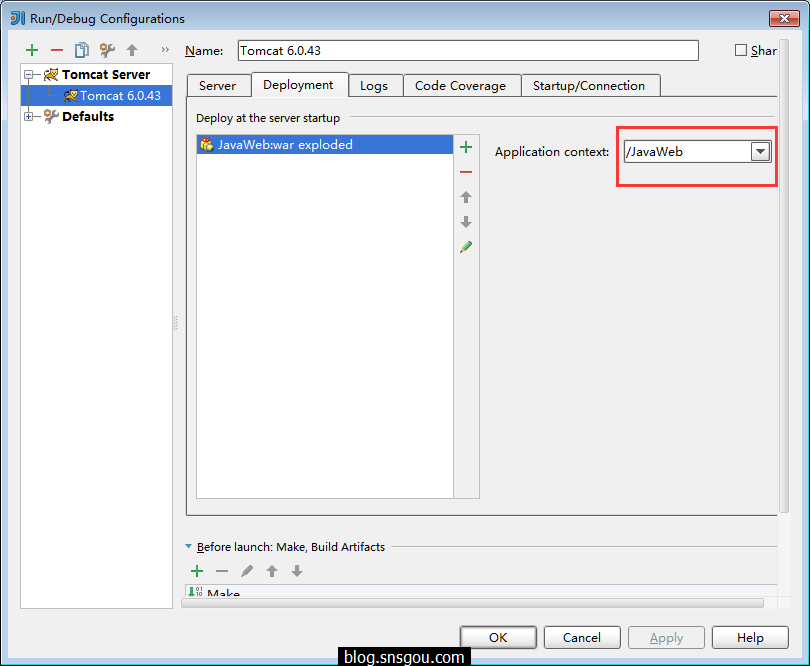 Run/Debug Configurations
Name: Tomcat 6.0.43
Shar
Tomcat Server
Tomcat 6.0.43
Defaults
Server Deployment Logs Code Coverage Startup/Connection
Deploy at the server startup
JavaWeb:war exploded
Application context: /JavaWeb
Before launch: Make, Build Artifacts
Make
OK Cancel Apply Help
blog.snsgou.com